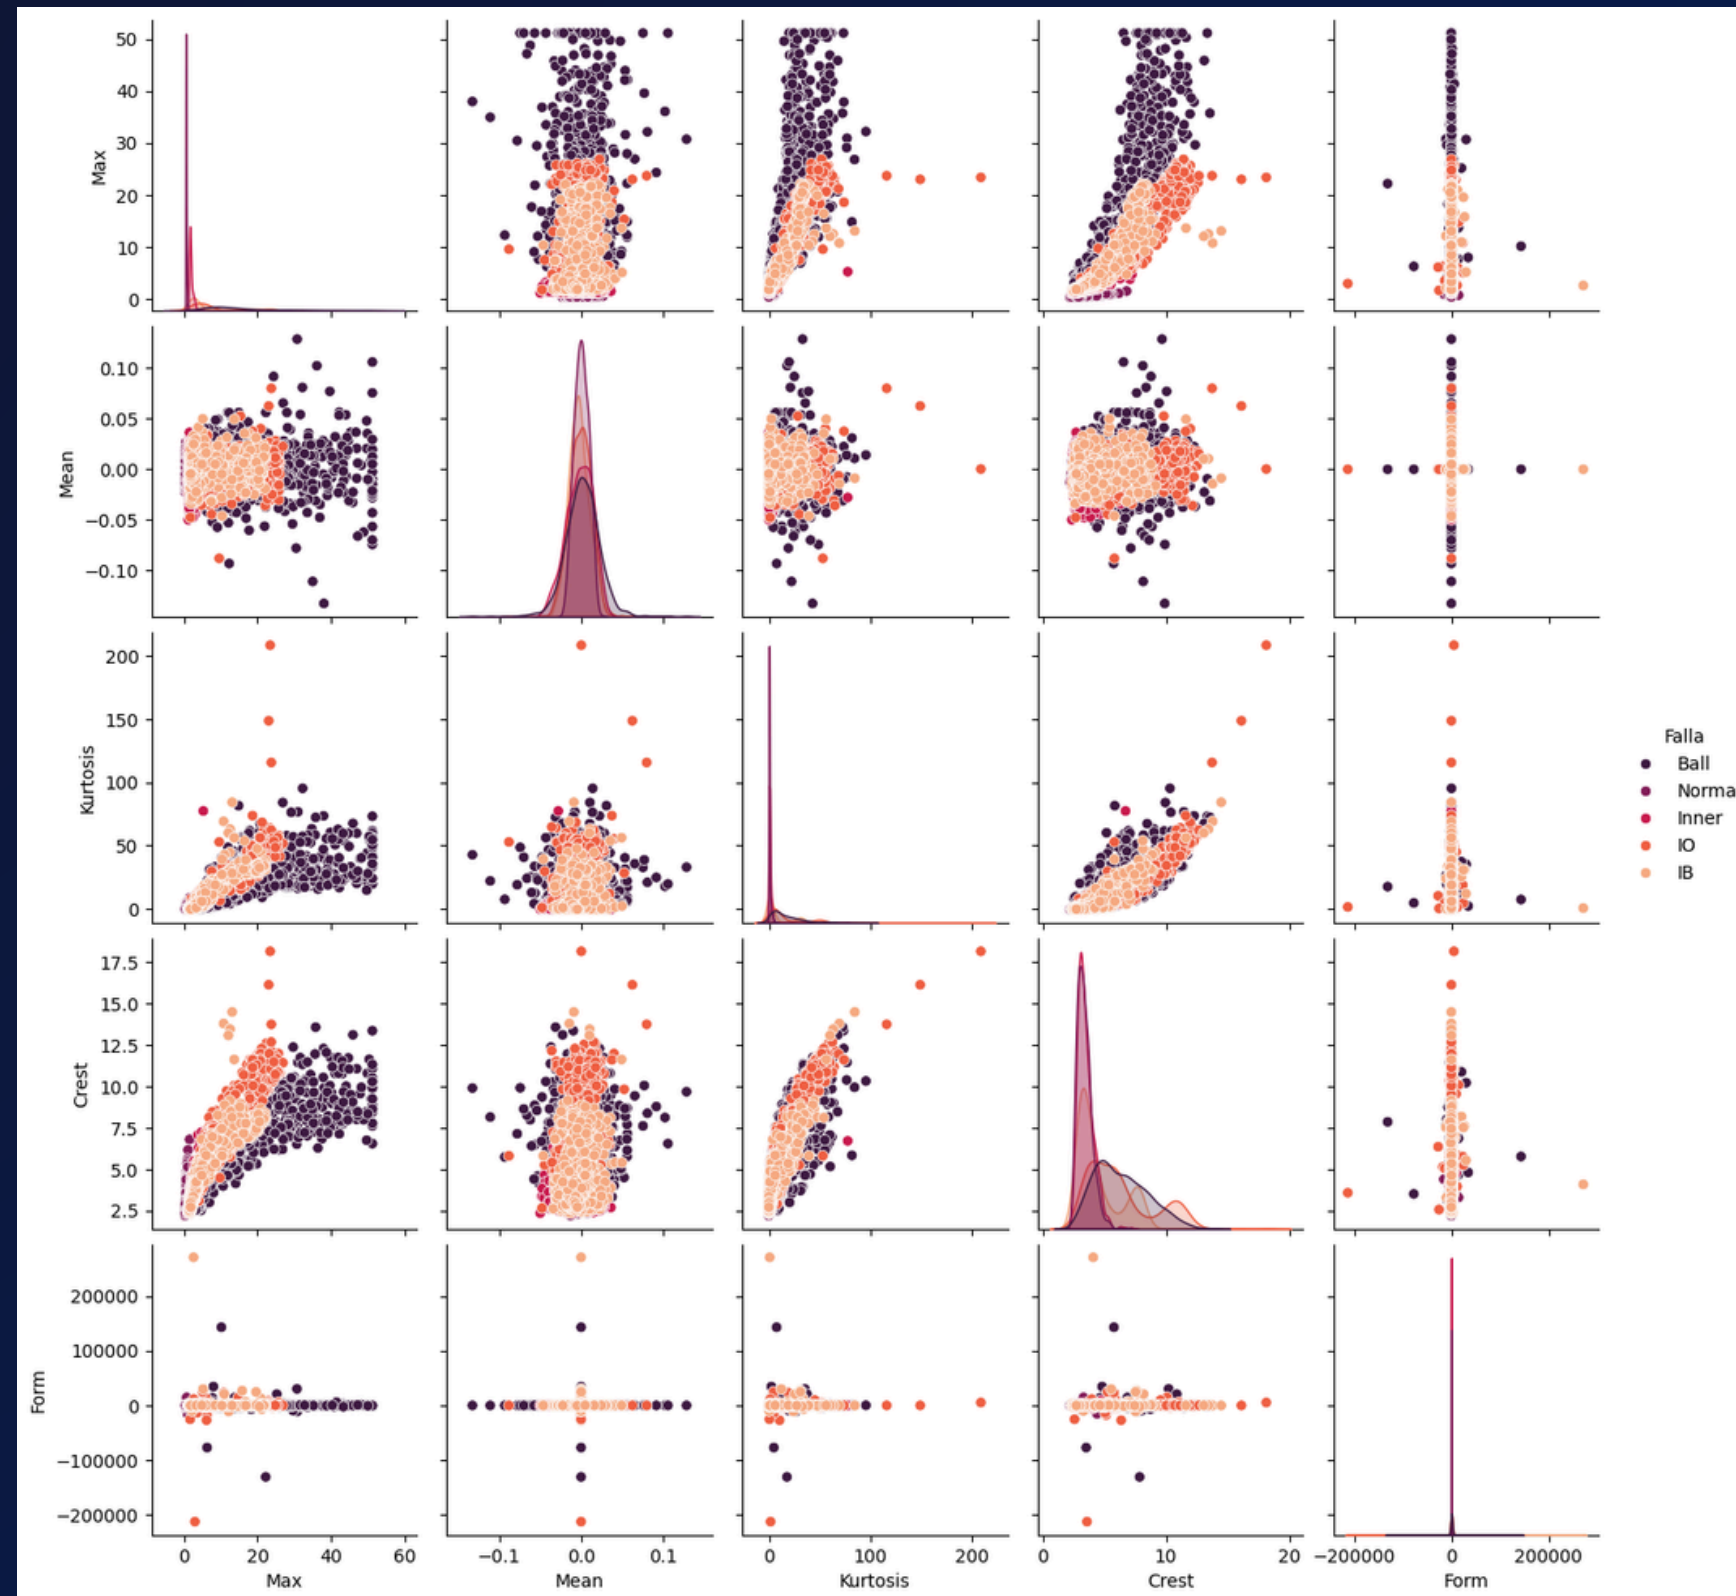 50
40
30
20
10
0
Max
0.10
0.05
0.00
−0.05
−0.10
Mean
200
150
100
50
0
Kurtosis
17.5
15.0
12.5
10.0
7.5
5.0
2.5
Crest
200000
100000
0
−100000
−200000
Form
0 20 40 60
Max
−0.1 0.0 0.1
Mean
0 100 200
Kurtosis
0 10 20
Crest
−200000 0 200000
Form
Falla
Ball
Norma
Inner
IO
IB